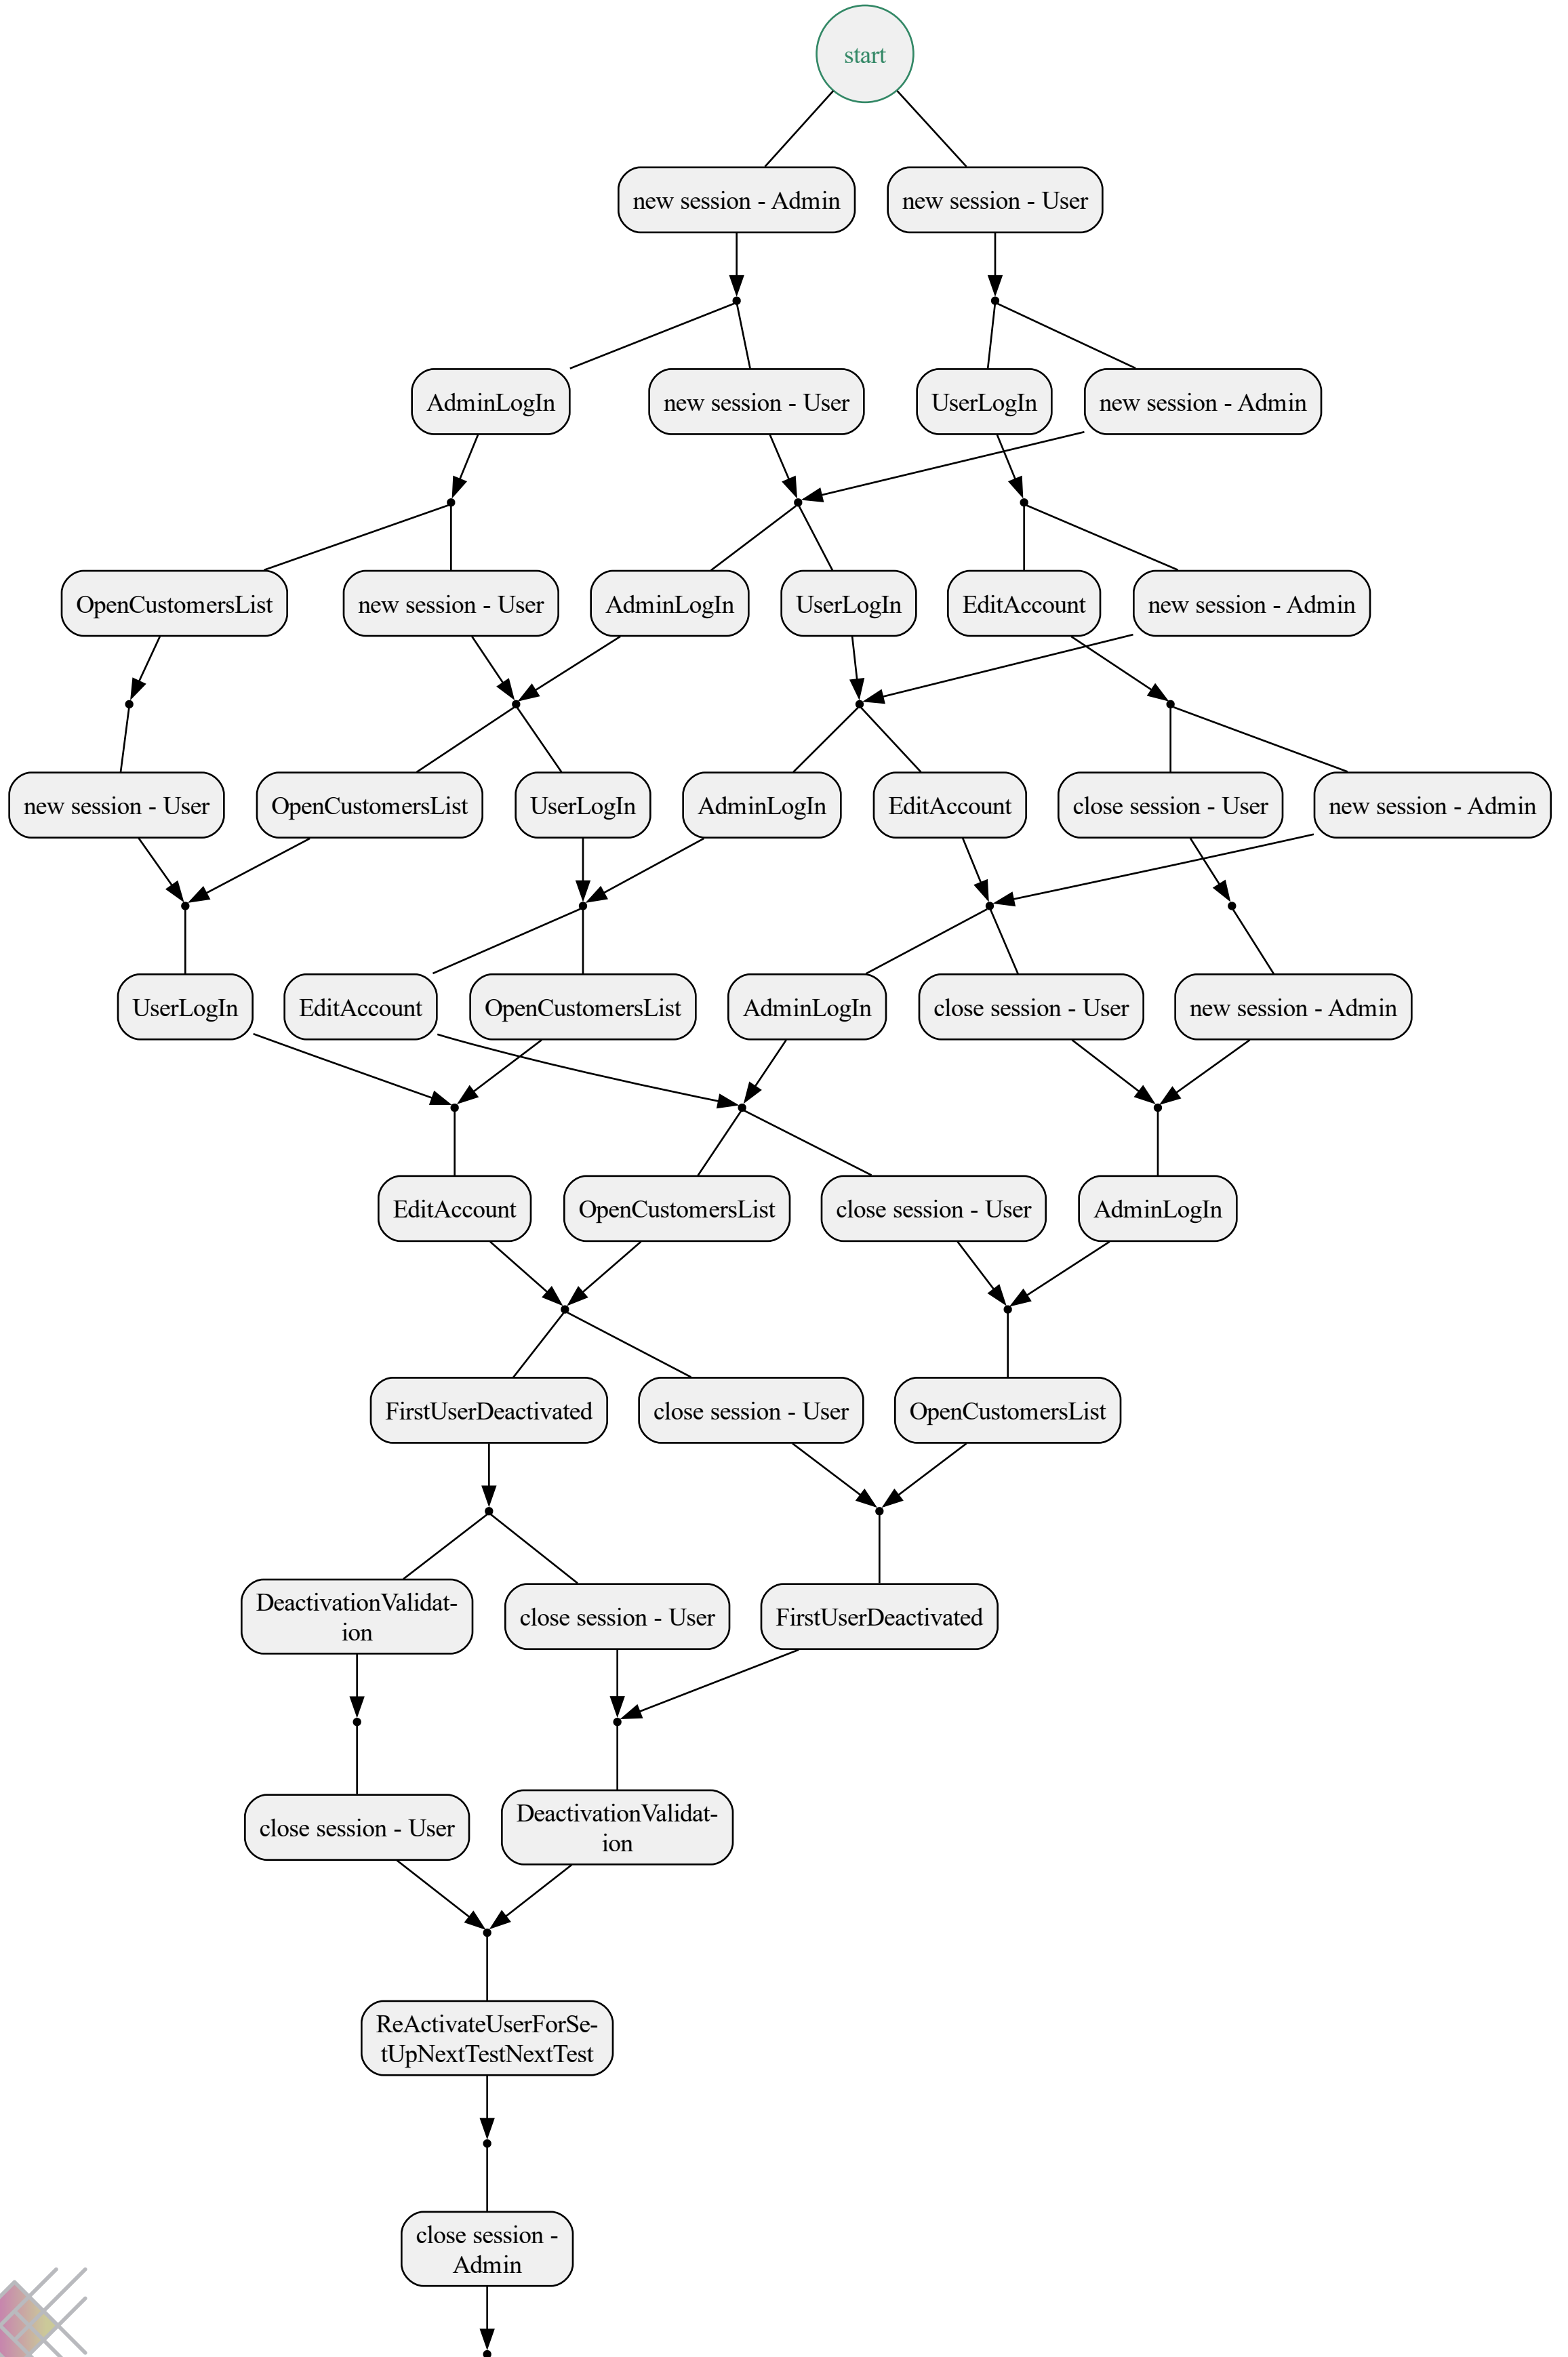 start
new session - Admin
new session - User
AdminLogIn
new session - User
UserLogIn
new session - Admin
OpenCustomersList
new session - User
AdminLogIn
UserLogIn
EditAccount
new session - Admin
new session - User
OpenCustomersList
UserLogIn
AdminLogIn
EditAccount
close session - User
new session - Admin
UserLogIn
EditAccount
OpenCustomersList
AdminLogIn
close session - User
new session - Admin
EditAccount
OpenCustomersList
close session - User
AdminLogIn
FirstUserDeactivated
close session - User
OpenCustomersList
DeactivationValidat-
ion
close session - User
FirstUserDeactivated
close session - User
DeactivationValidat-
ion
ReActivateUserForSe-
tUpNextTestNextTest
close session -
Admin